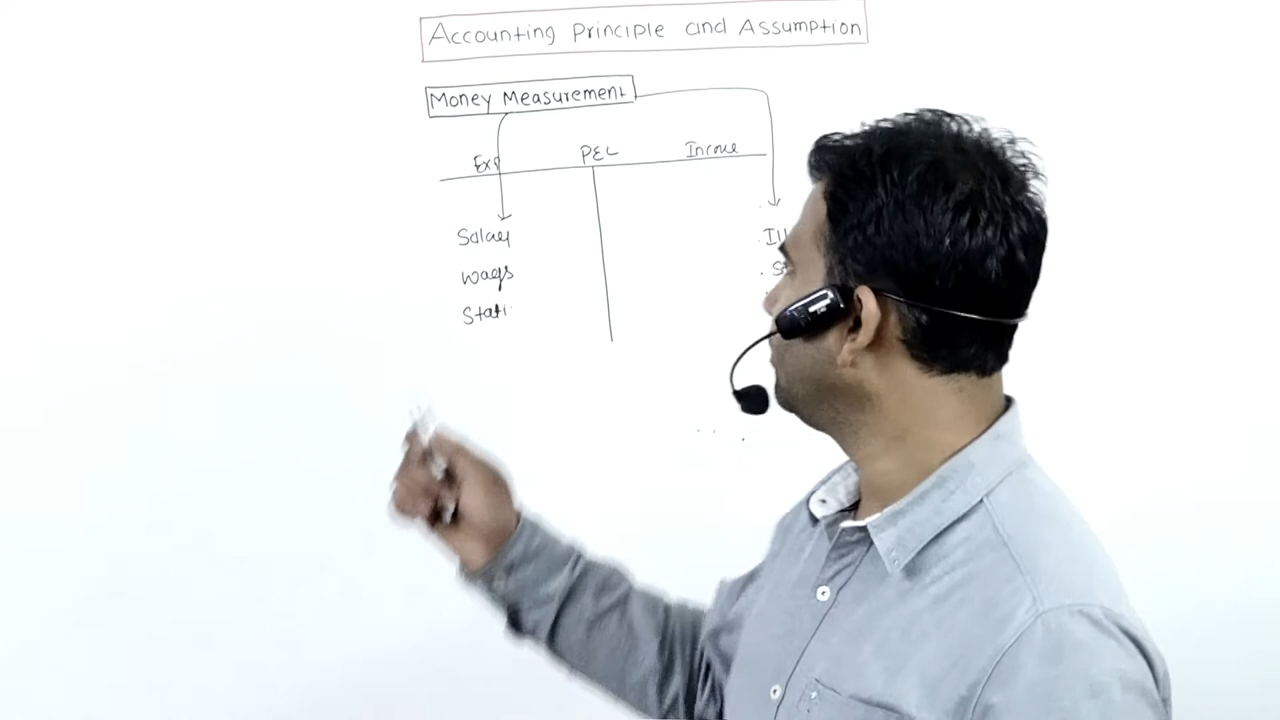 Accounting Principle and Assumption
Money Measurement
Exp P&L Income
Salary
wages
Stati